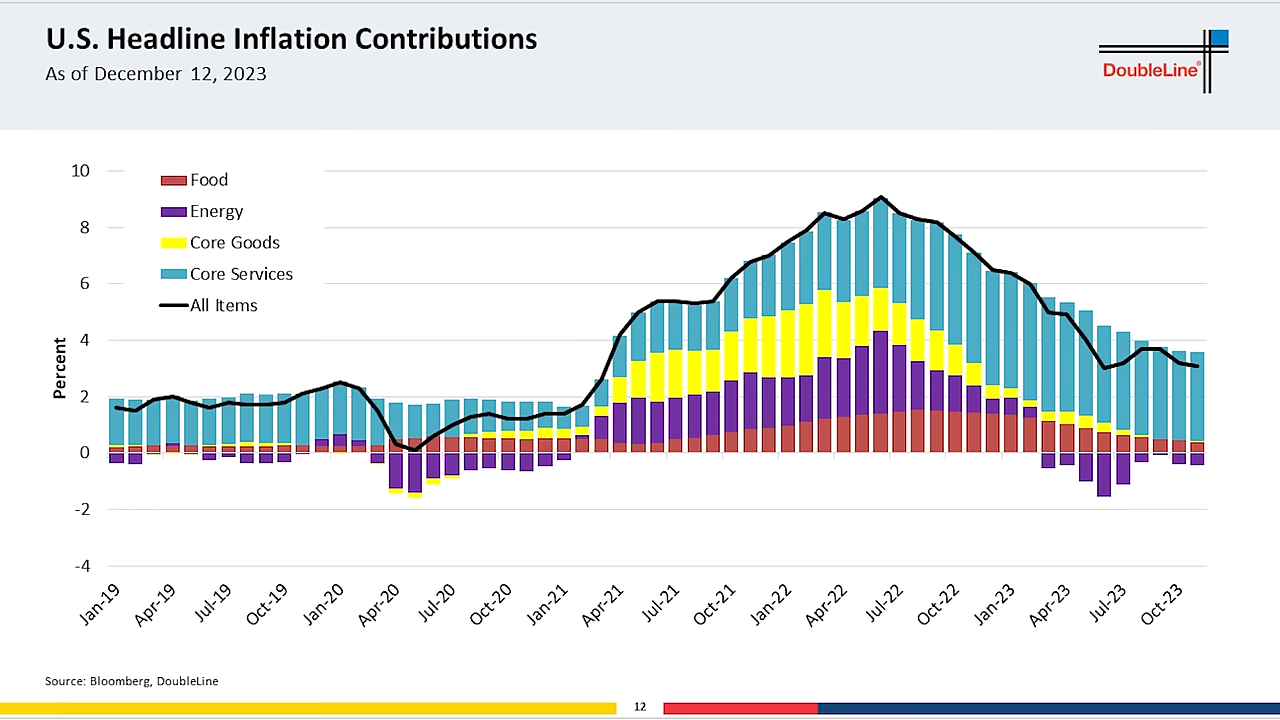 U.S. Headline Inflation Contributions
As of December 12, 2023
DoubleLine®
10
8
6
4
2
0
-2
-4
Percent
Food
Energy
Core Goods
Core Services
All Items
Jan-19
Apr-19
Jul-19
Oct-19
Jan-20
Apr-20
Jul-20
Oct-20
Jan-21
Apr-21
Jul-21
Oct-21
Jan-22
Apr-22
Jul-22
Oct-22
Jan-23
Apr-23
Jul-23
Oct-23
Source: Bloomberg, DoubleLine
12